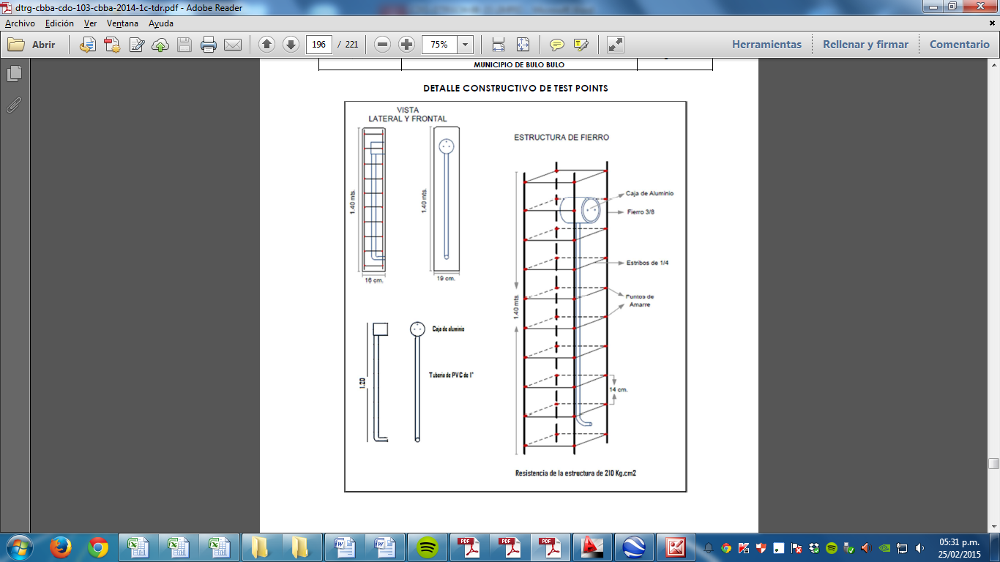 dtrg-cbba-cdo-103-cbba-2014-1c-tdr.pdf - Adobe Reader
Archivo Edición Ver Ventana Ayuda
Abrir
196 / 221
75%
Herramientas
Rellenar y firmar
Comentario
MUNICIPIO DE BULO BULO
DETALLE CONSTRUCTIVO DE TEST POINTS
VISTA
LATERAL Y FRONTAL
ESTRUCTURA DE FIERRO
1.40 mts.
1.40 mts.
16 cm.
19 cm.
Caja de Aluminio
Fierro 3/8
Estribos de 1/4
Puntos de
Amarre
1.40 mts.
14 cm.
Caja de aluminio
Tuberia de PVC de 1"
1.20
Resistencia de la estructura de 210 Kg.cm2
PDF
PDF
PDF
05:31 p.m.
25/02/2015